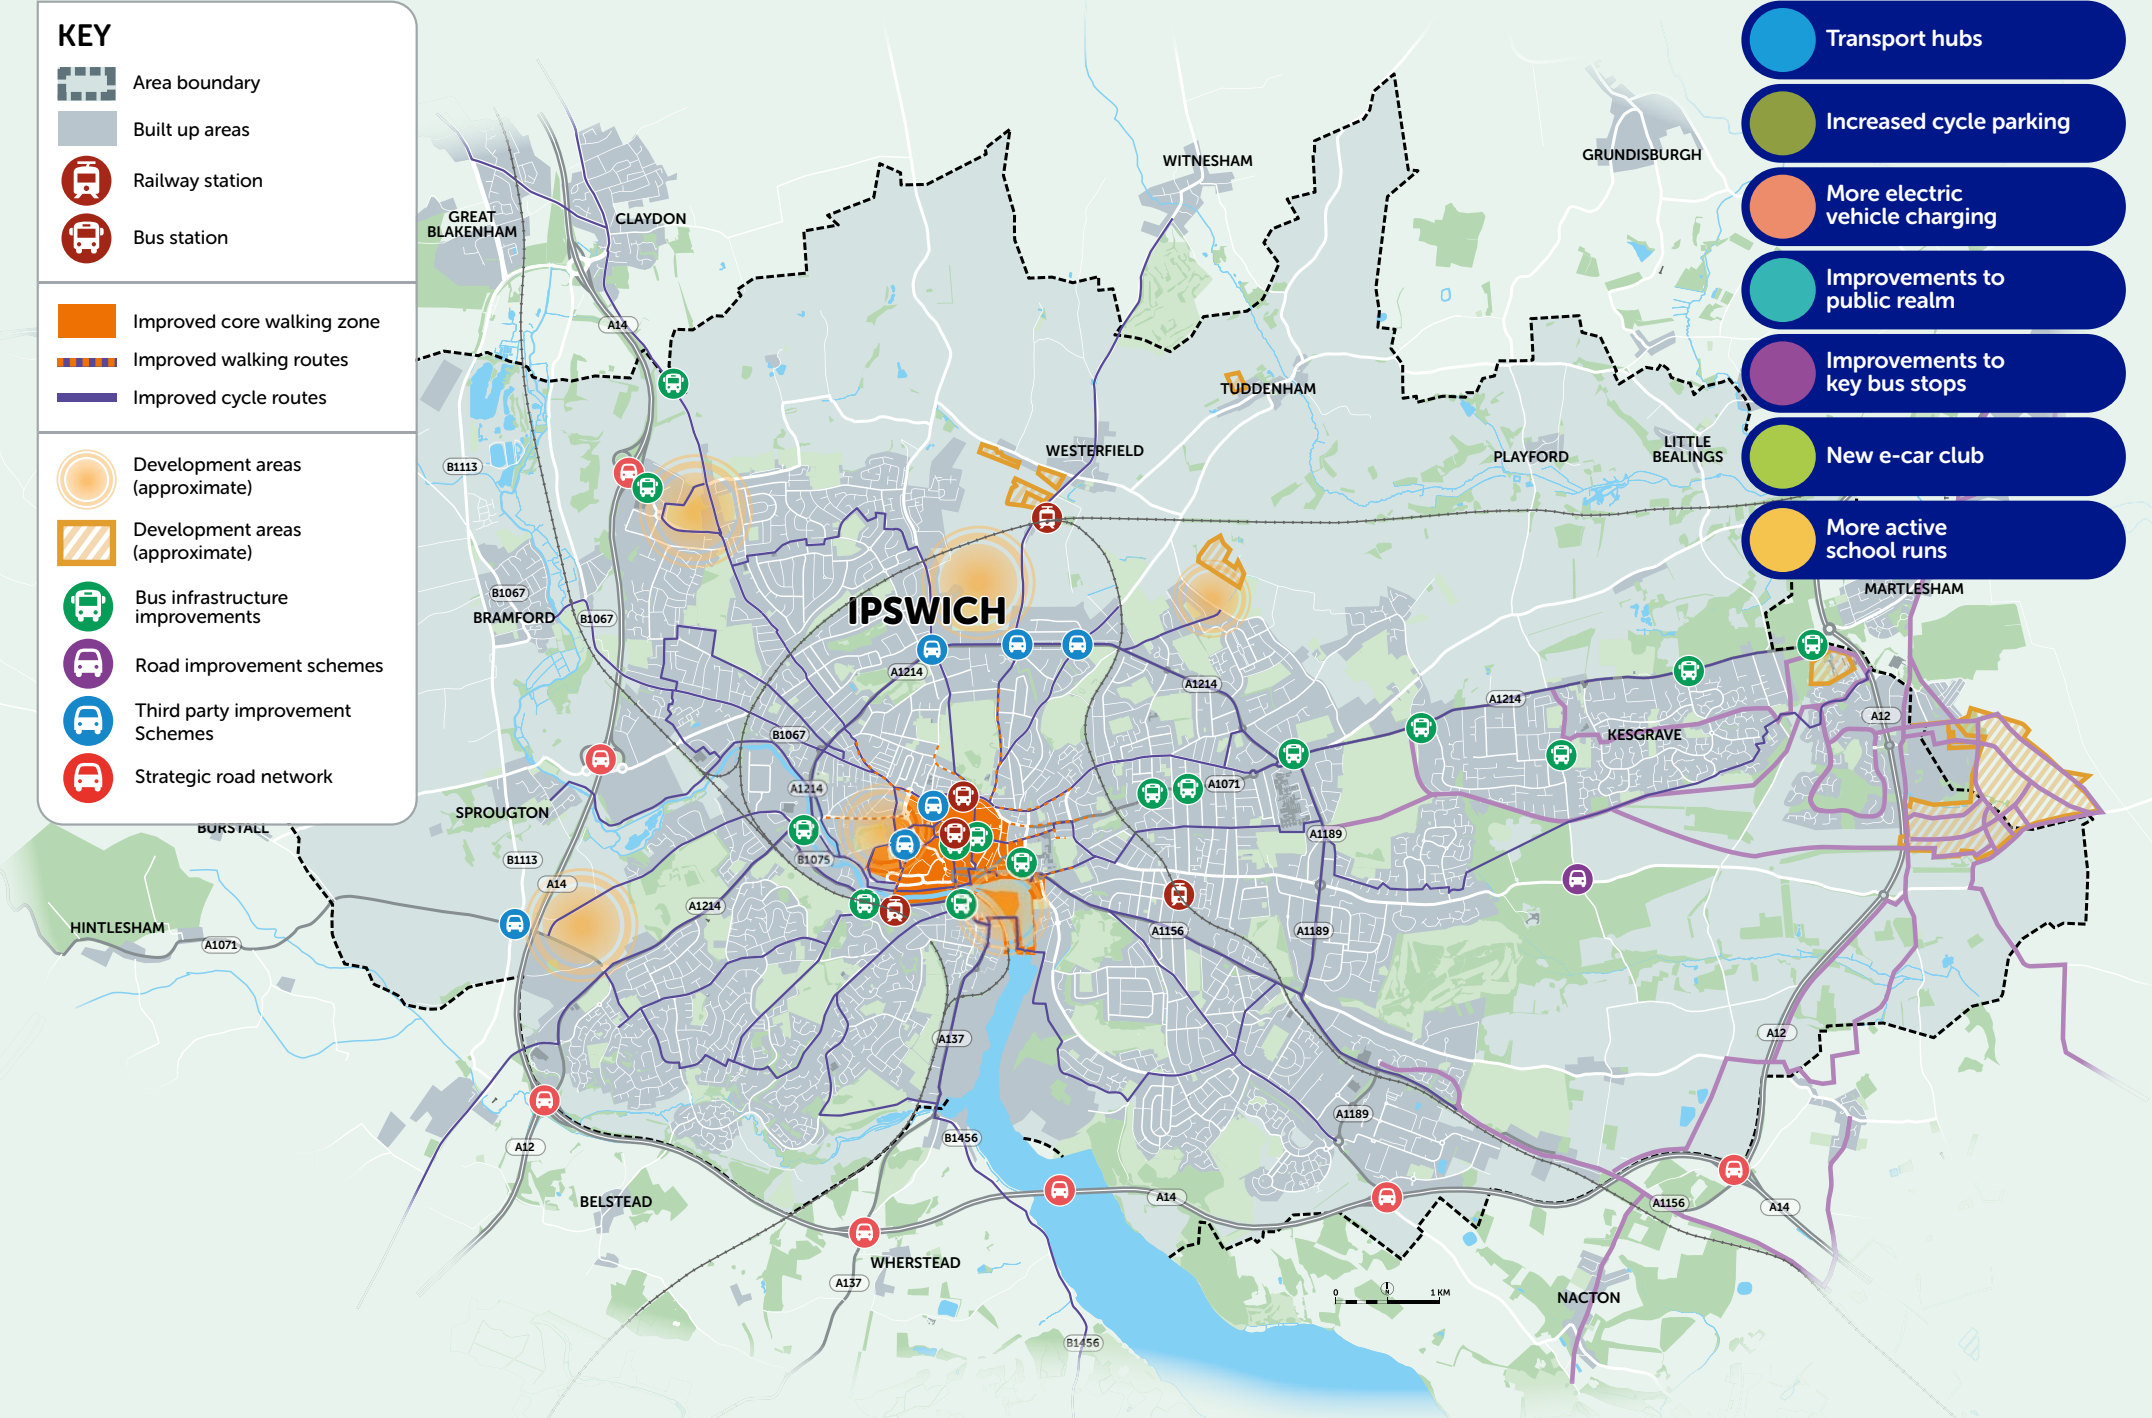 KEY
Area boundary
Built up areas
Railway station
Bus station
Improved core walking zone
Improved walking routes
Improved cycle routes
Development areas
(approximate)
Development areas
(approximate)
Bus infrastructure
improvements
Road improvement schemes
Third party improvement
Schemes
Strategic road network
Transport hubs
Increased cycle parking
More electric
vehicle charging
Improvements to
public realm
Improvements to
key bus stops
New e-car club
More active
school runs
WITNESHAM
GRUNDISBURGH
GREAT
BLAKENHAM
CLAYDON
A14
TUDDENHAM
WESTERFIELD
PLAYFORD
LITTLE
BEALINGS
B1113
B1067
BRAMFORD
B1067
IPSWICH
MARTLESHAM
A1214
A1214
A1214
A12
KESGRAVE
B1067
A1214
A1071
SPROUGTON
BURSTALL
A1189
B1113
B1075
A14
A1214
HINTLESHAM
A1071
A1156
A1189
A137
A12
A1189
A12
B1456
BELSTEAD
A14
A1156
A14
WHERSTEAD
A137
0
N
1 KM
NACTON
B1456